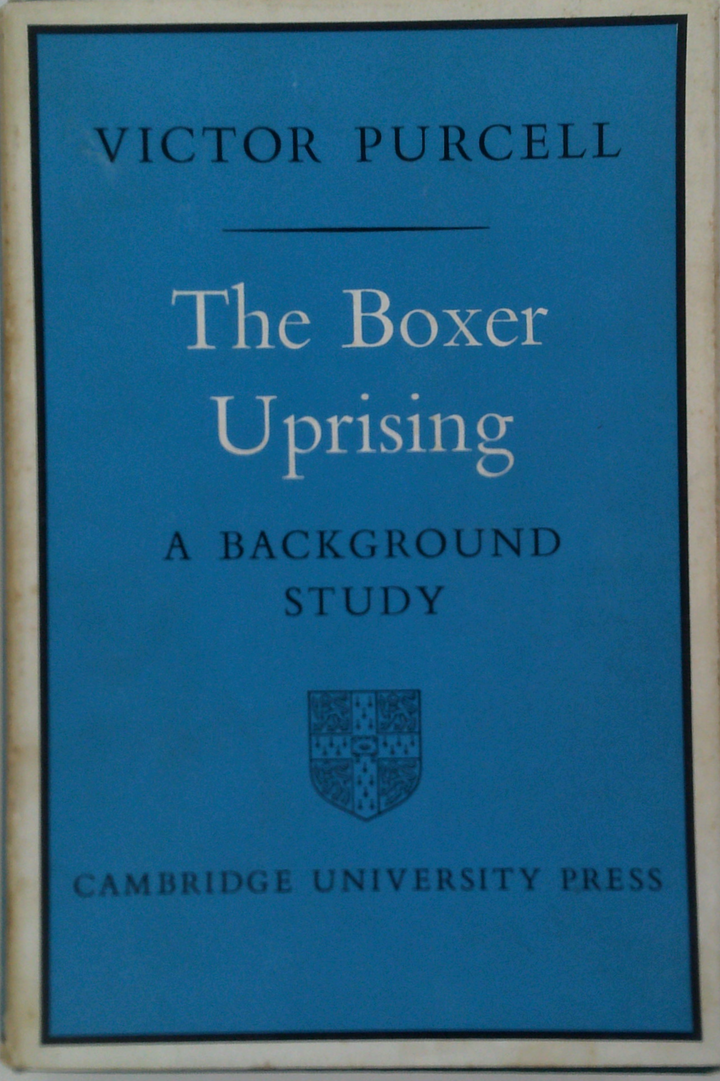 VICTOR PURCELL
The Boxer
Uprising
A BACKGROUND
STUDY
CAMBRIDGE UNIVERSITY PRESS